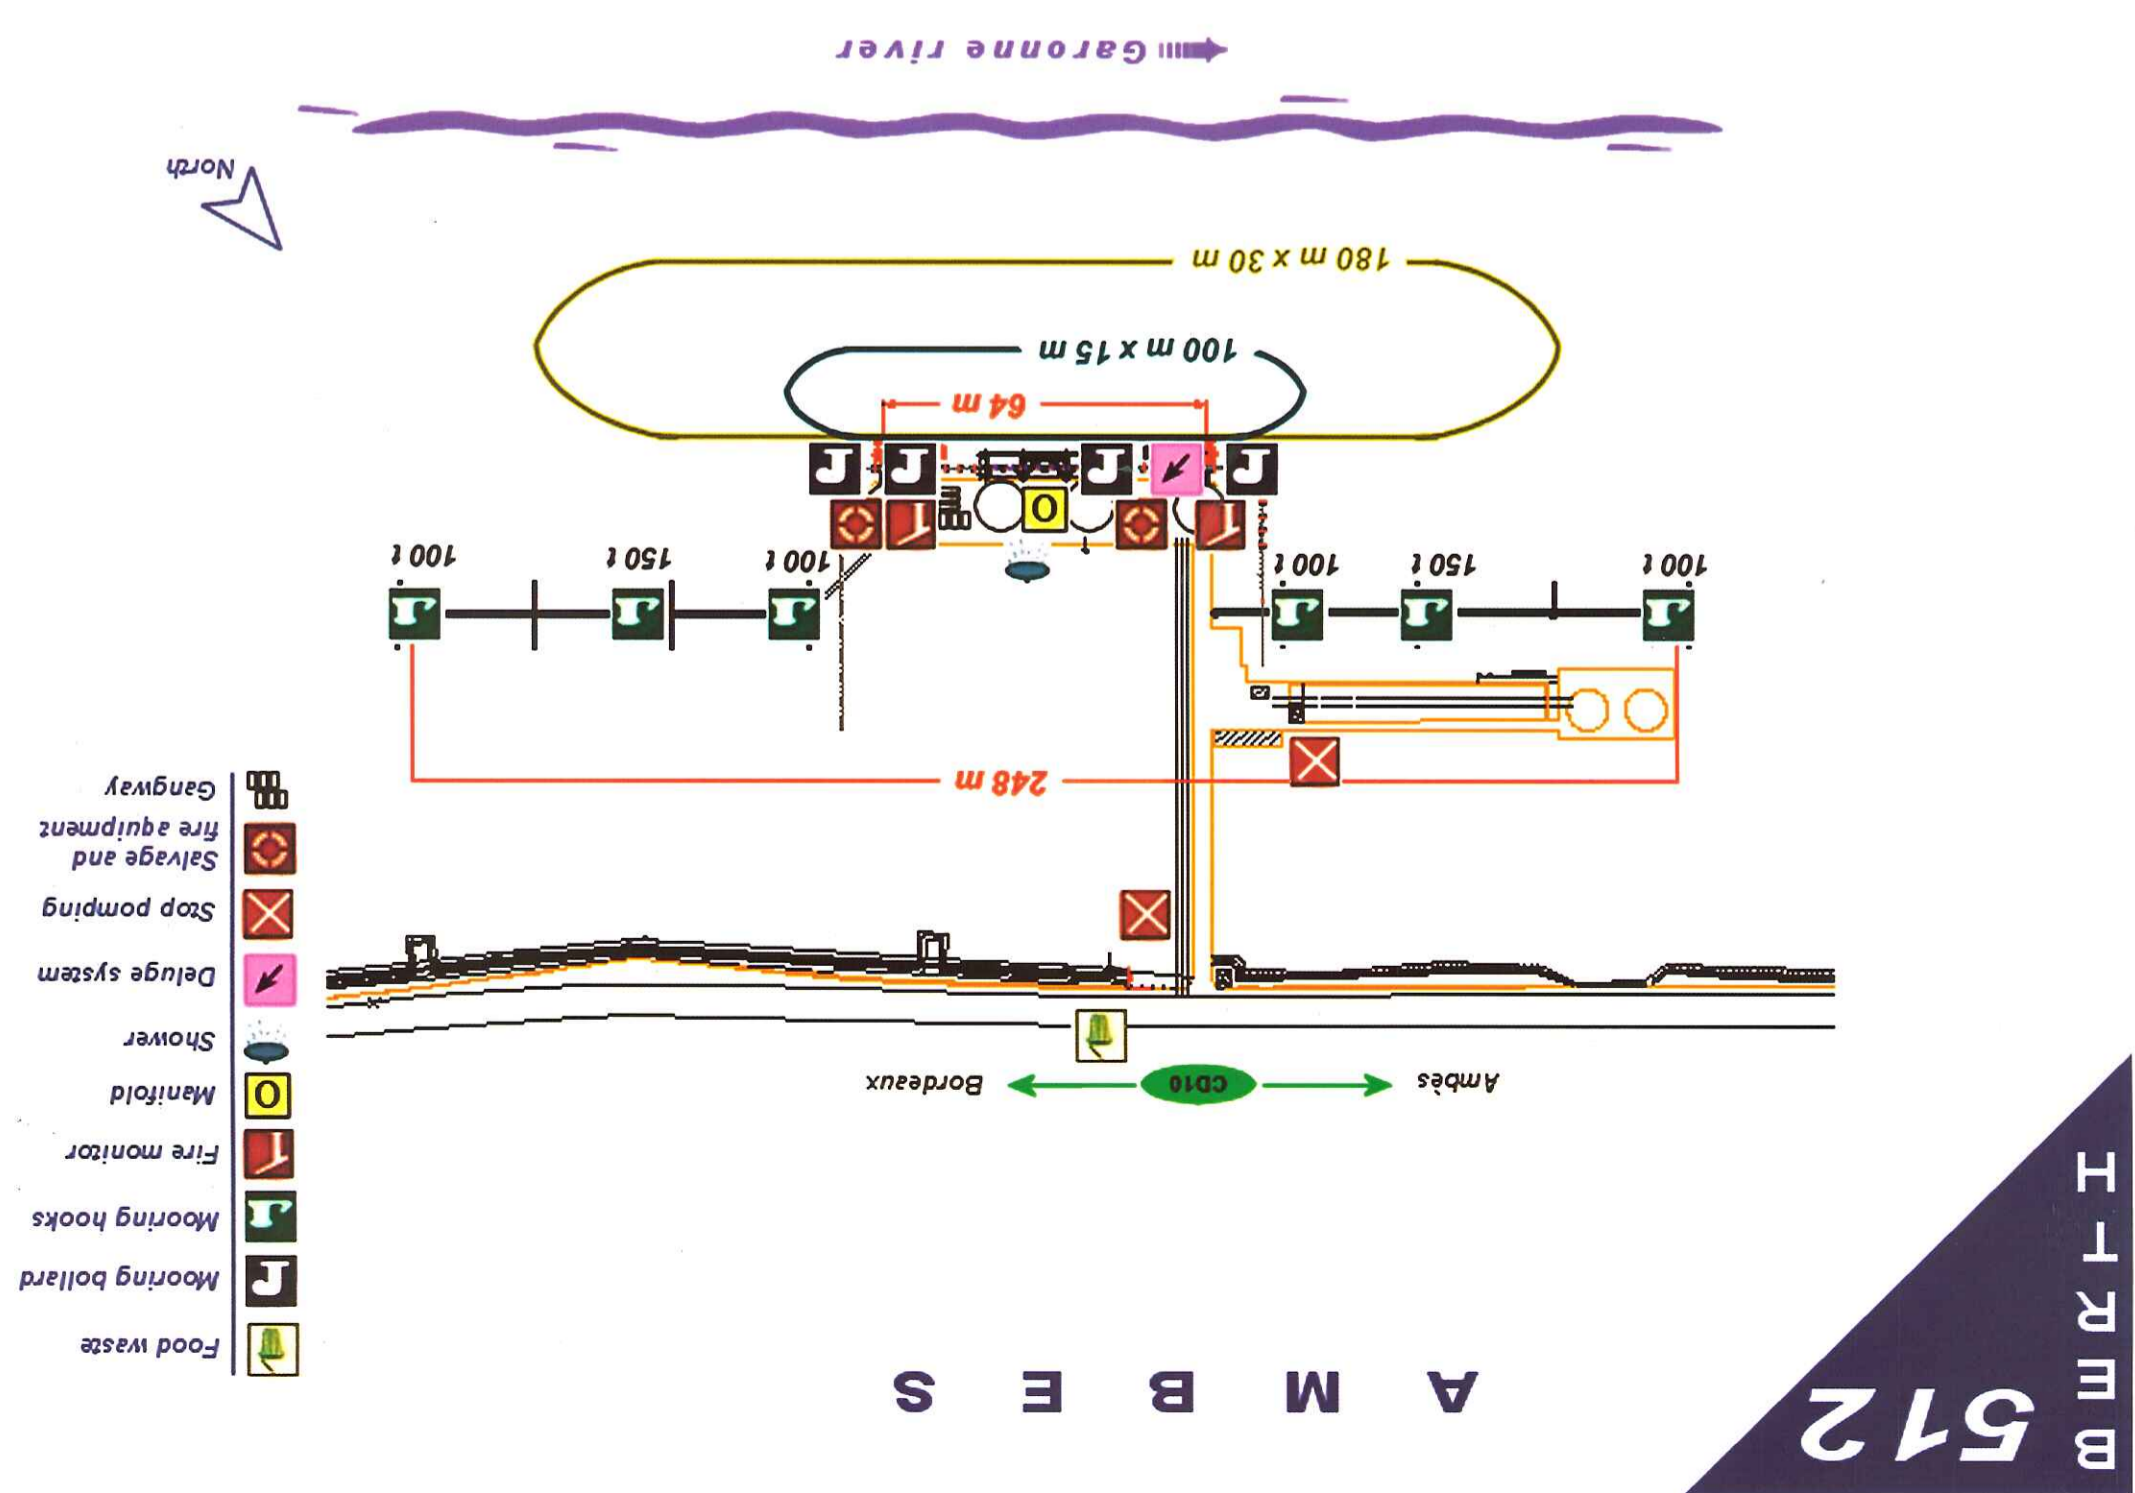 BERTH
512
AMBES
Food waste
Mooring bollard
Mooring hooks
Fire monitor
Manifold
Shower
Deluge system
Stop pomping
Salvage and
fire aquipment
Gangway
Ambès
CD10
Bordeaux
248 m
100 t
150 t
100 t
100 t
150 t
100 t
J
J
J
J
O
64 m
100 m x 15 m
180 m x 30 m
North
Garonne river